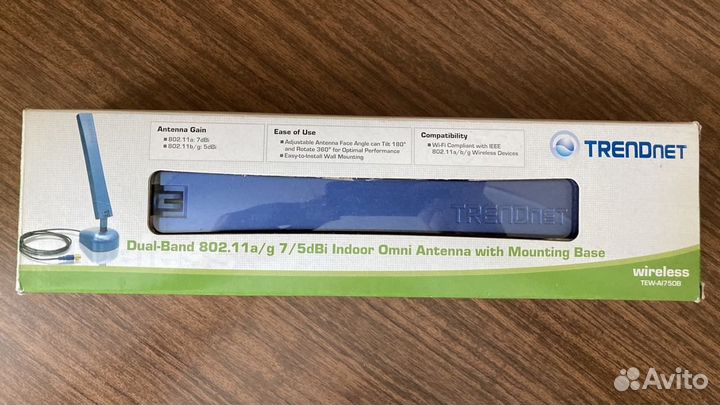 Antenna Gain
■ 802.11a: 7dBi
■ 802.11b/g: 5dBi
Ease of Use
■ Adjustable Antenna Face Angle can Tilt 180°
and Rotate 360° for Optimal Performance
■ Easy-to-Install Wall Mounting
Compatibility
■ Wi-Fi Compliant with IEEE
802.11a/b/g Wireless Devices
TRENDNET
TRENDNET
Dual-Band 802.11a/g 7/5dBi Indoor Omni Antenna with Mounting Base
wireless
TEW-AI75OB
Avito